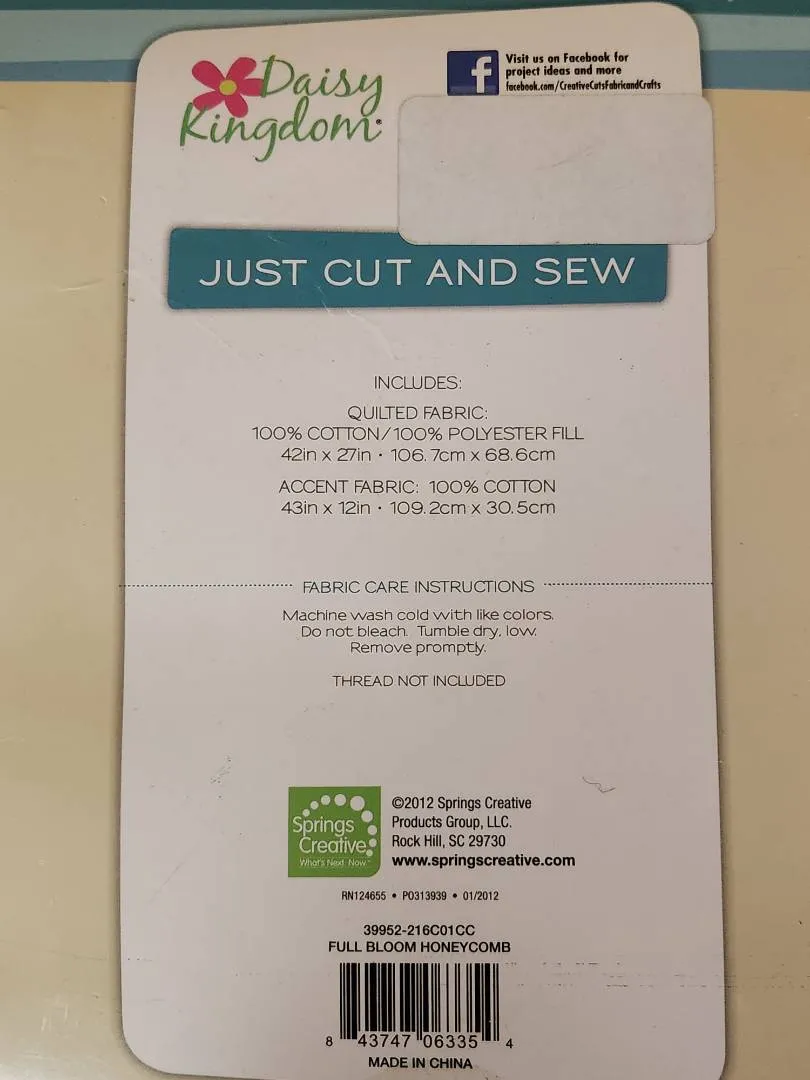 Daisy
Kingdom®
f
Visit us on Facebook for
project ideas and more
facebook.com/CreativeCutsFabricandCrafts
JUST CUT AND SEW
INCLUDES:
QUILTED FABRIC:
100% COTTON/100% POLYESTER FILL
42in x 27in · 106.7cm x 68.6cm
ACCENT FABRIC: 100% COTTON
43in x 12in · 109.2cm x 30.5cm
FABRIC CARE INSTRUCTIONS
Machine wash cold with like colors.
Do not bleach. Tumble dry, low.
Remove promptly.
THREAD NOT INCLUDED
Springs
Creative
What's Next. Now.™
©2012 Springs Creative
Products Group, LLC.
Rock Hill, SC 29730
www.springscreative.com
RN124655 • PO313939 • 01/2012
39952-216C01CC
FULL BLOOM HONEYCOMB
8 43747 06335 4
MADE IN CHINA